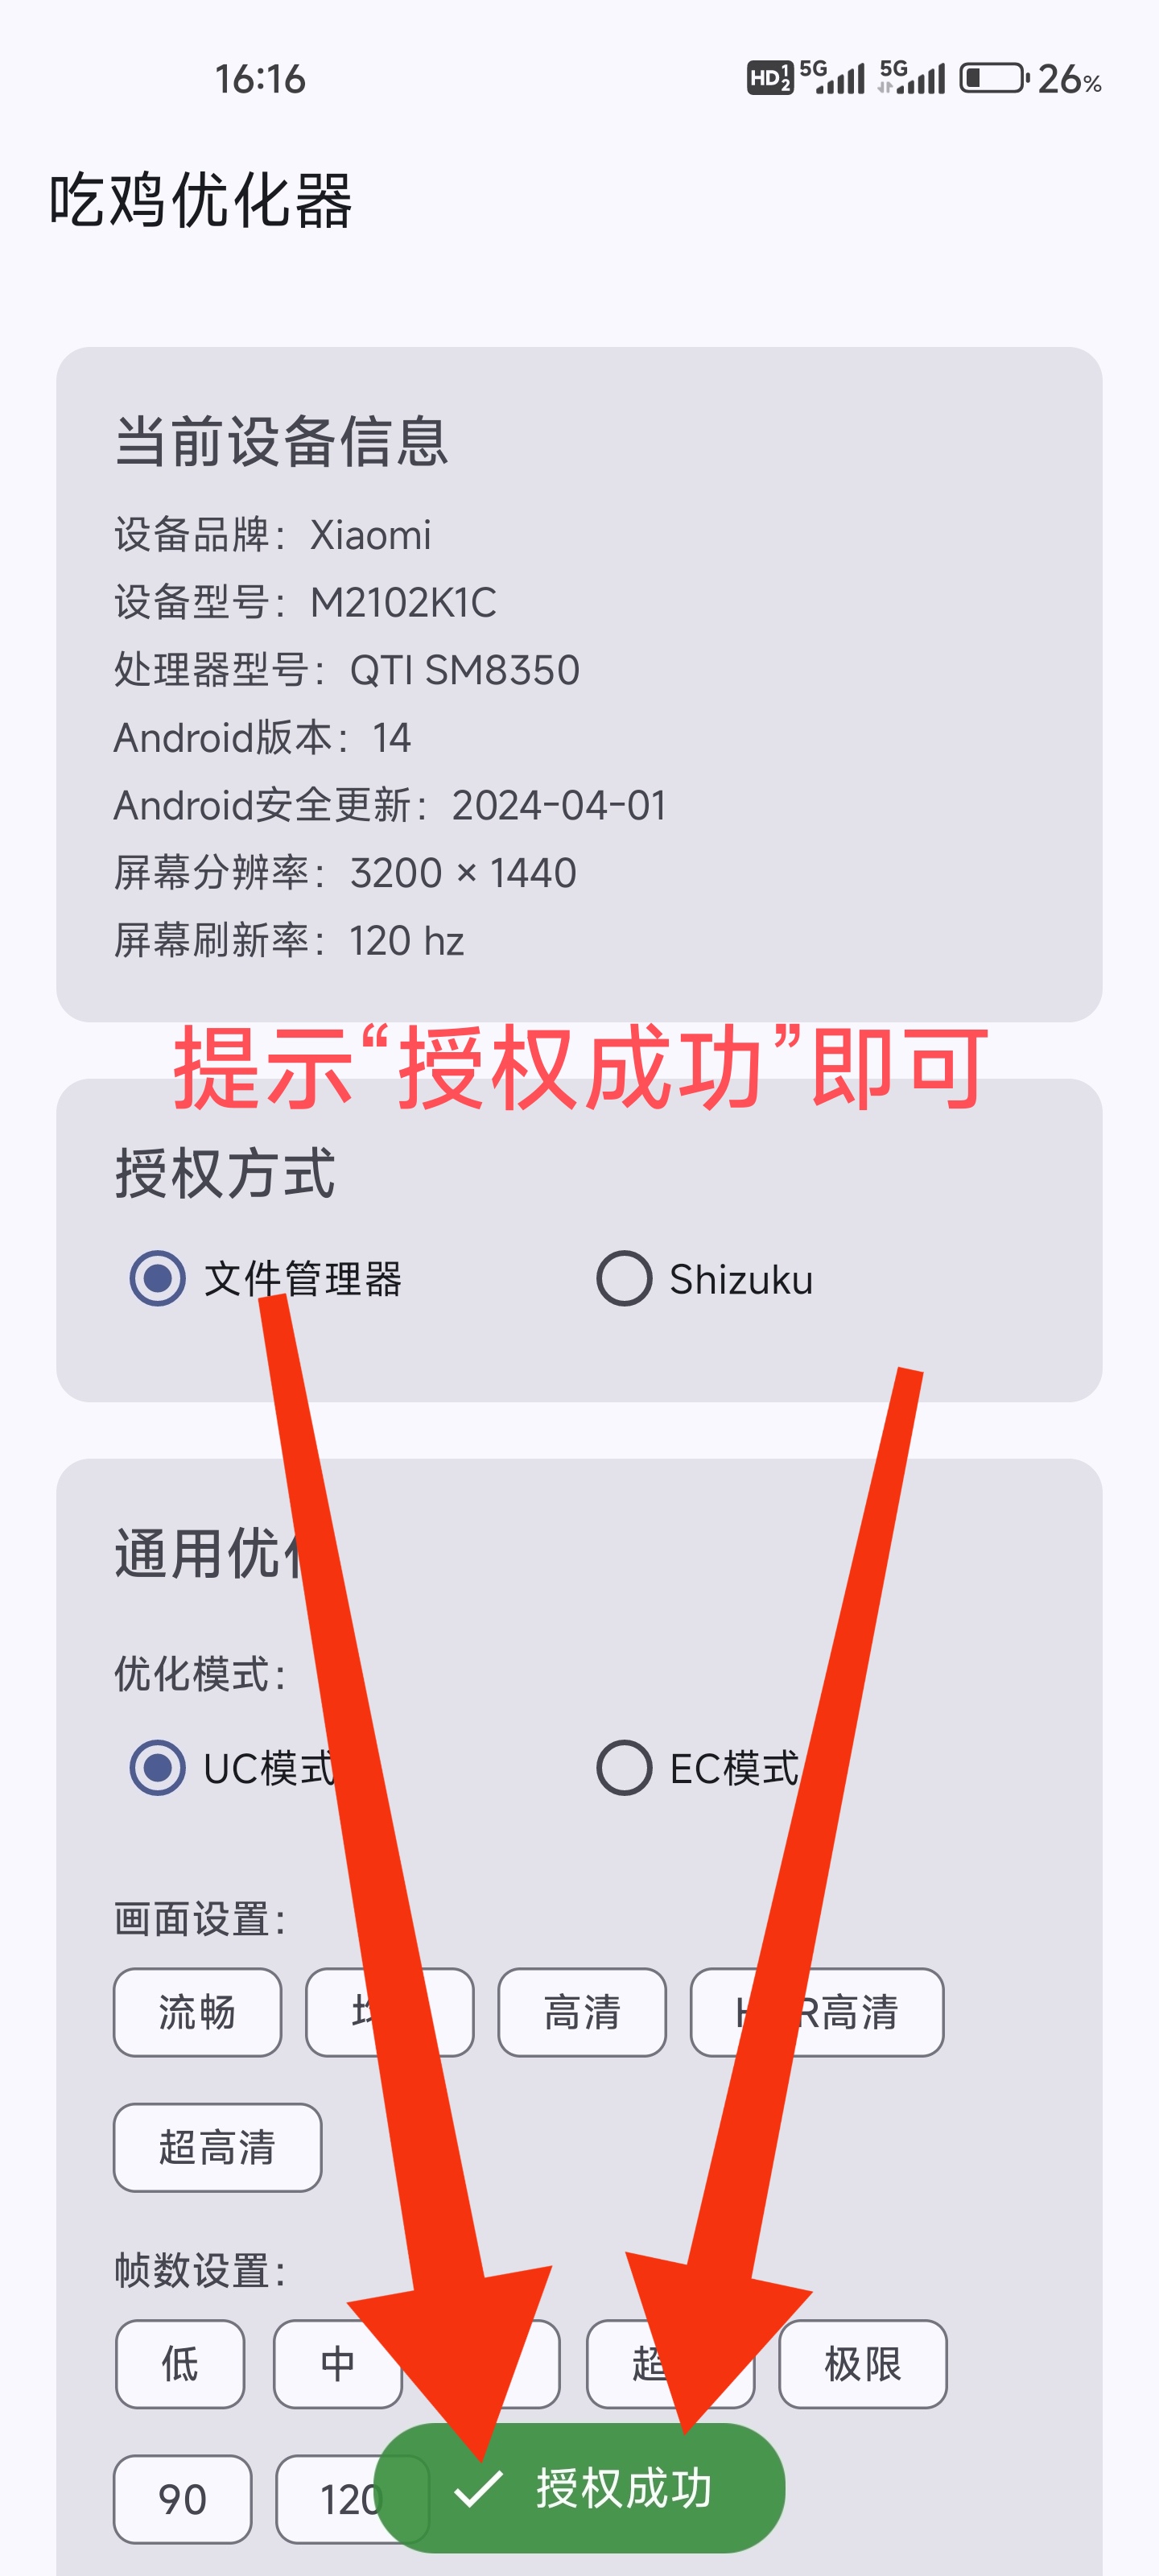 16:16
HD 1 2 5G 5G 26%
吃鸡优化器
当前设备信息
设备品牌：Xiaomi
设备型号：M2102K1C
处理器型号：QTI SM8350
Android版本：14
Android安全更新：2024-04-01
屏幕分辨率：3200 × 1440
屏幕刷新率：120 hz
提示“授权成功”即可
授权方式
文件管理器 Shizuku
通用优
优化模式：
UC模式 EC模式
画面设置：
流畅 高清 R高清
超高清
帧数设置：
低 中 超 极限
90 120 授权成功